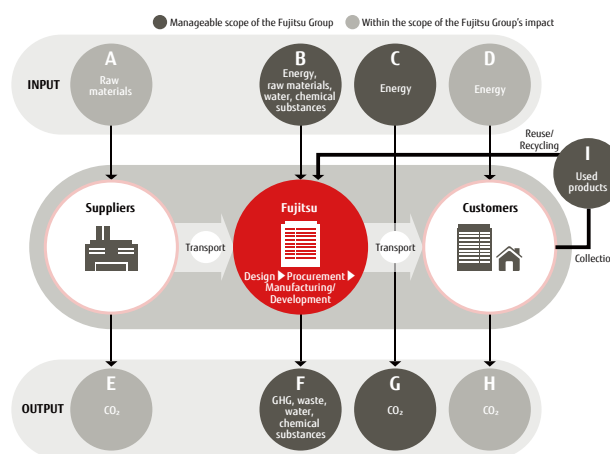 Manageable scope of the Fujitsu Group
Within the scope of the Fujitsu Group’s impact
INPUT
A
Raw
materials
B
Energy,
raw materials,
water, chemical
substances
C
Energy
D
Energy
Reuse/
Recycling
I
Used
products
Suppliers
Transport
Fujitsu
Design ▶ Procurement ▶
Manufacturing/
Development
Transport
Customers
Collection
OUTPUT
E
CO₂
F
GHG, waste,
water,
chemical
substances
G
CO₂
H
CO₂